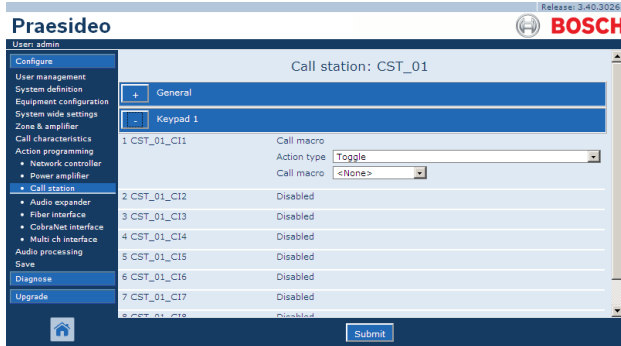 Release: 3.40.3026
Praesideo
BOSCH
User: admin
Configure
User management
System definition
Equipment configuration
System wide settings
Zone & amplifier
Call characteristics
Action programming
• Network controller
• Power amplifier
• Call station
• Audio expander
• Fiber interface
• CobraNet interface
• Multi ch interface
Audio processing
Save
Diagnose
Upgrade
Call station: CST_01
+ General
- Keypad 1
1 CST_01_CI1 Call macro
Action type Toggle
Call macro <None>
2 CST_01_CI2 Disabled
3 CST_01_CI3 Disabled
4 CST_01_CI4 Disabled
5 CST_01_CI5 Disabled
6 CST_01_CI6 Disabled
7 CST_01_CI7 Disabled
8 CST_01_CI8 Disabled
Submit